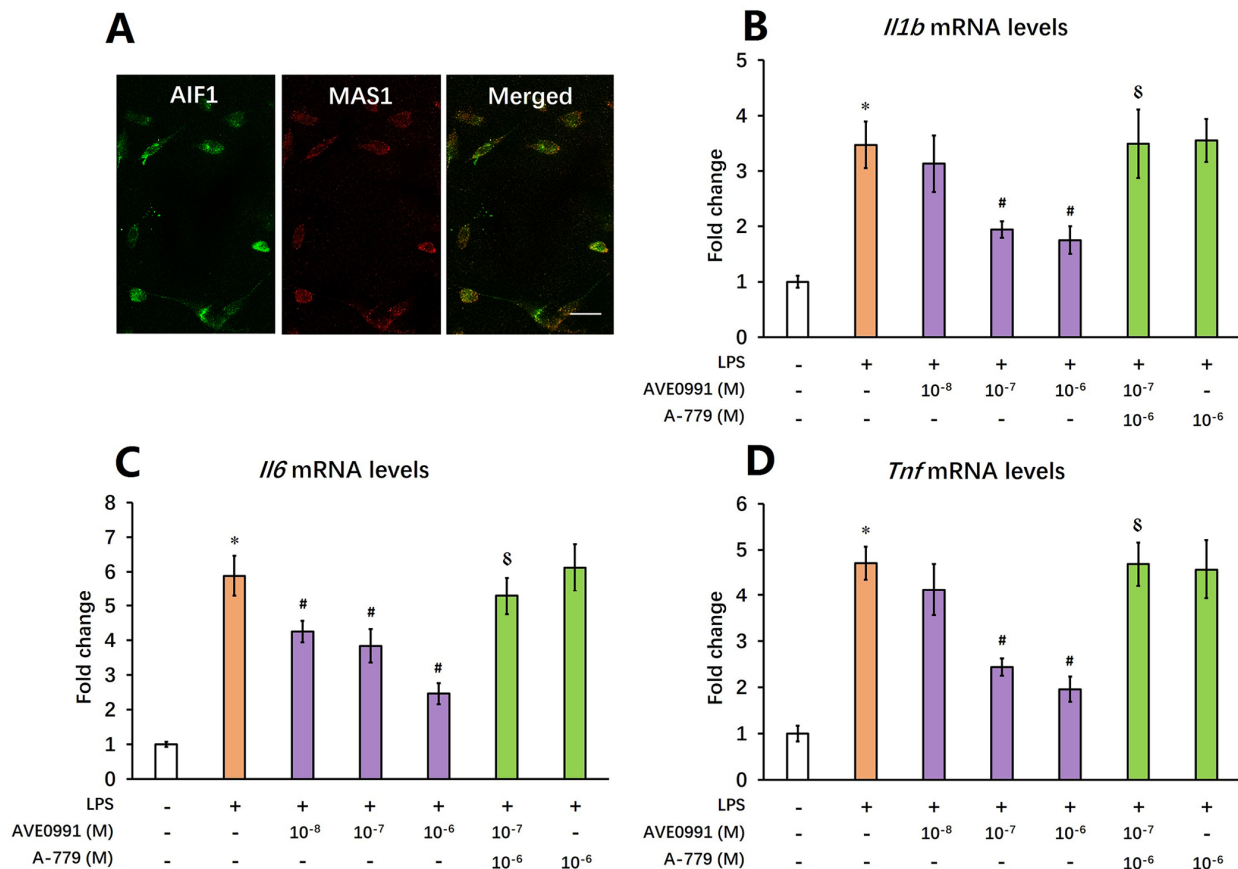 A
AIF1
MAS1
Merged
B
Il1b mRNA levels
Fold change
5
4
3
2
1
0
* # # §
LPS - + + + + + +
AVE0991 (M) - - 10⁻⁸ 10⁻⁷ 10⁻⁶ 10⁻⁷ -
A-779 (M) - - - - - 10⁻⁶ 10⁻⁶
C
Il6 mRNA levels
Fold change
8
7
6
5
4
3
2
1
0
* # # # §
LPS - + + + + + +
AVE0991 (M) - - 10⁻⁸ 10⁻⁷ 10⁻⁶ 10⁻⁷ -
A-779 (M) - - - - - 10⁻⁶ 10⁻⁶
D
Tnf mRNA levels
Fold change
6
5
4
3
2
1
0
* # # §
LPS - + + + + + +
AVE0991 (M) - - 10⁻⁸ 10⁻⁷ 10⁻⁶ 10⁻⁷ -
A-779 (M) - - - - - 10⁻⁶ 10⁻⁶